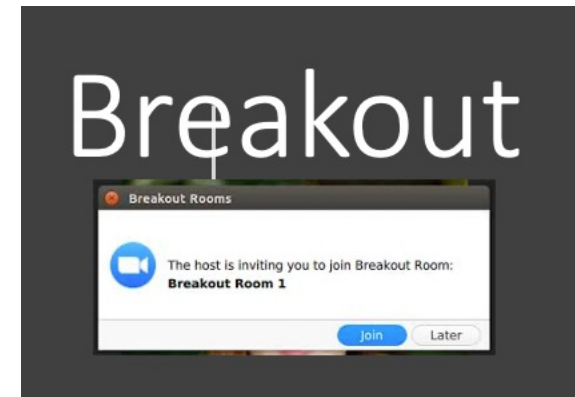 Breakout
Breakout Rooms
The host is inviting you to join Breakout Room:
Breakout Room 1
Join Later